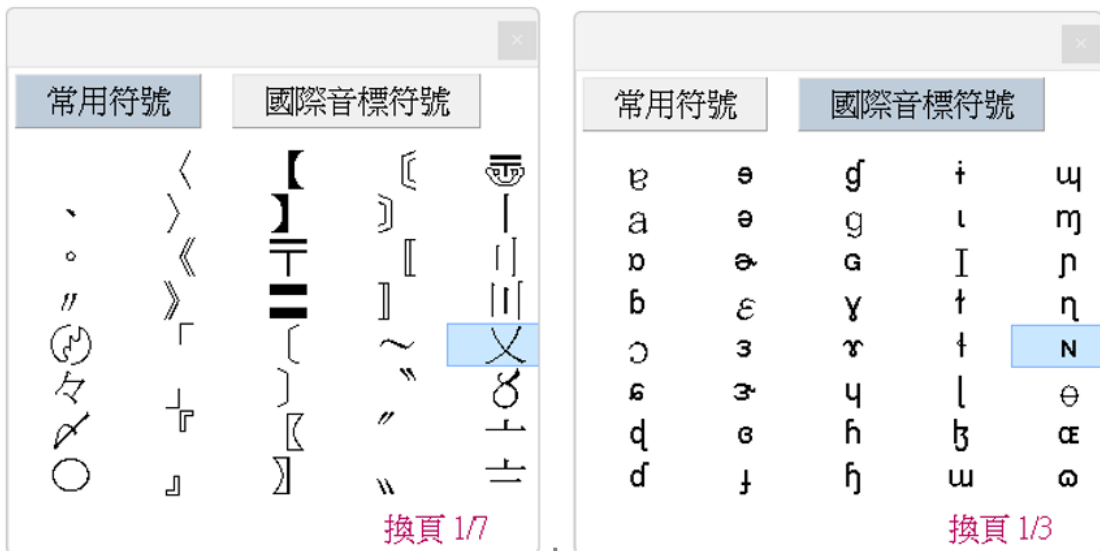 常用符號 國際音標符號
〈 【 〘 〠
、 〉 】 〙 〡
。 《 〒 〚 〢
〃 》 〓 〛 〣
〄 「 〔 〜 〤
々 」 〕 〝 〥
〆 『 〖 〞 〦
〇 』 〗 〟 〧
換頁 1/7
常用符號 國際音標符號
ɐ ɘ ɠ ɨ ɰ
ɑ ə ɡ ɩ ɱ
ɒ ɚ ɢ ɪ ɲ
ɓ ɛ ɣ ɫ ɳ
ɔ ɜ ɤ ɬ ɴ
ɕ ɝ ɥ ɭ ɵ
ɖ ɞ ɦ ɮ ɶ
ɗ ɟ ɧ ɯ ɷ
換頁 1/3